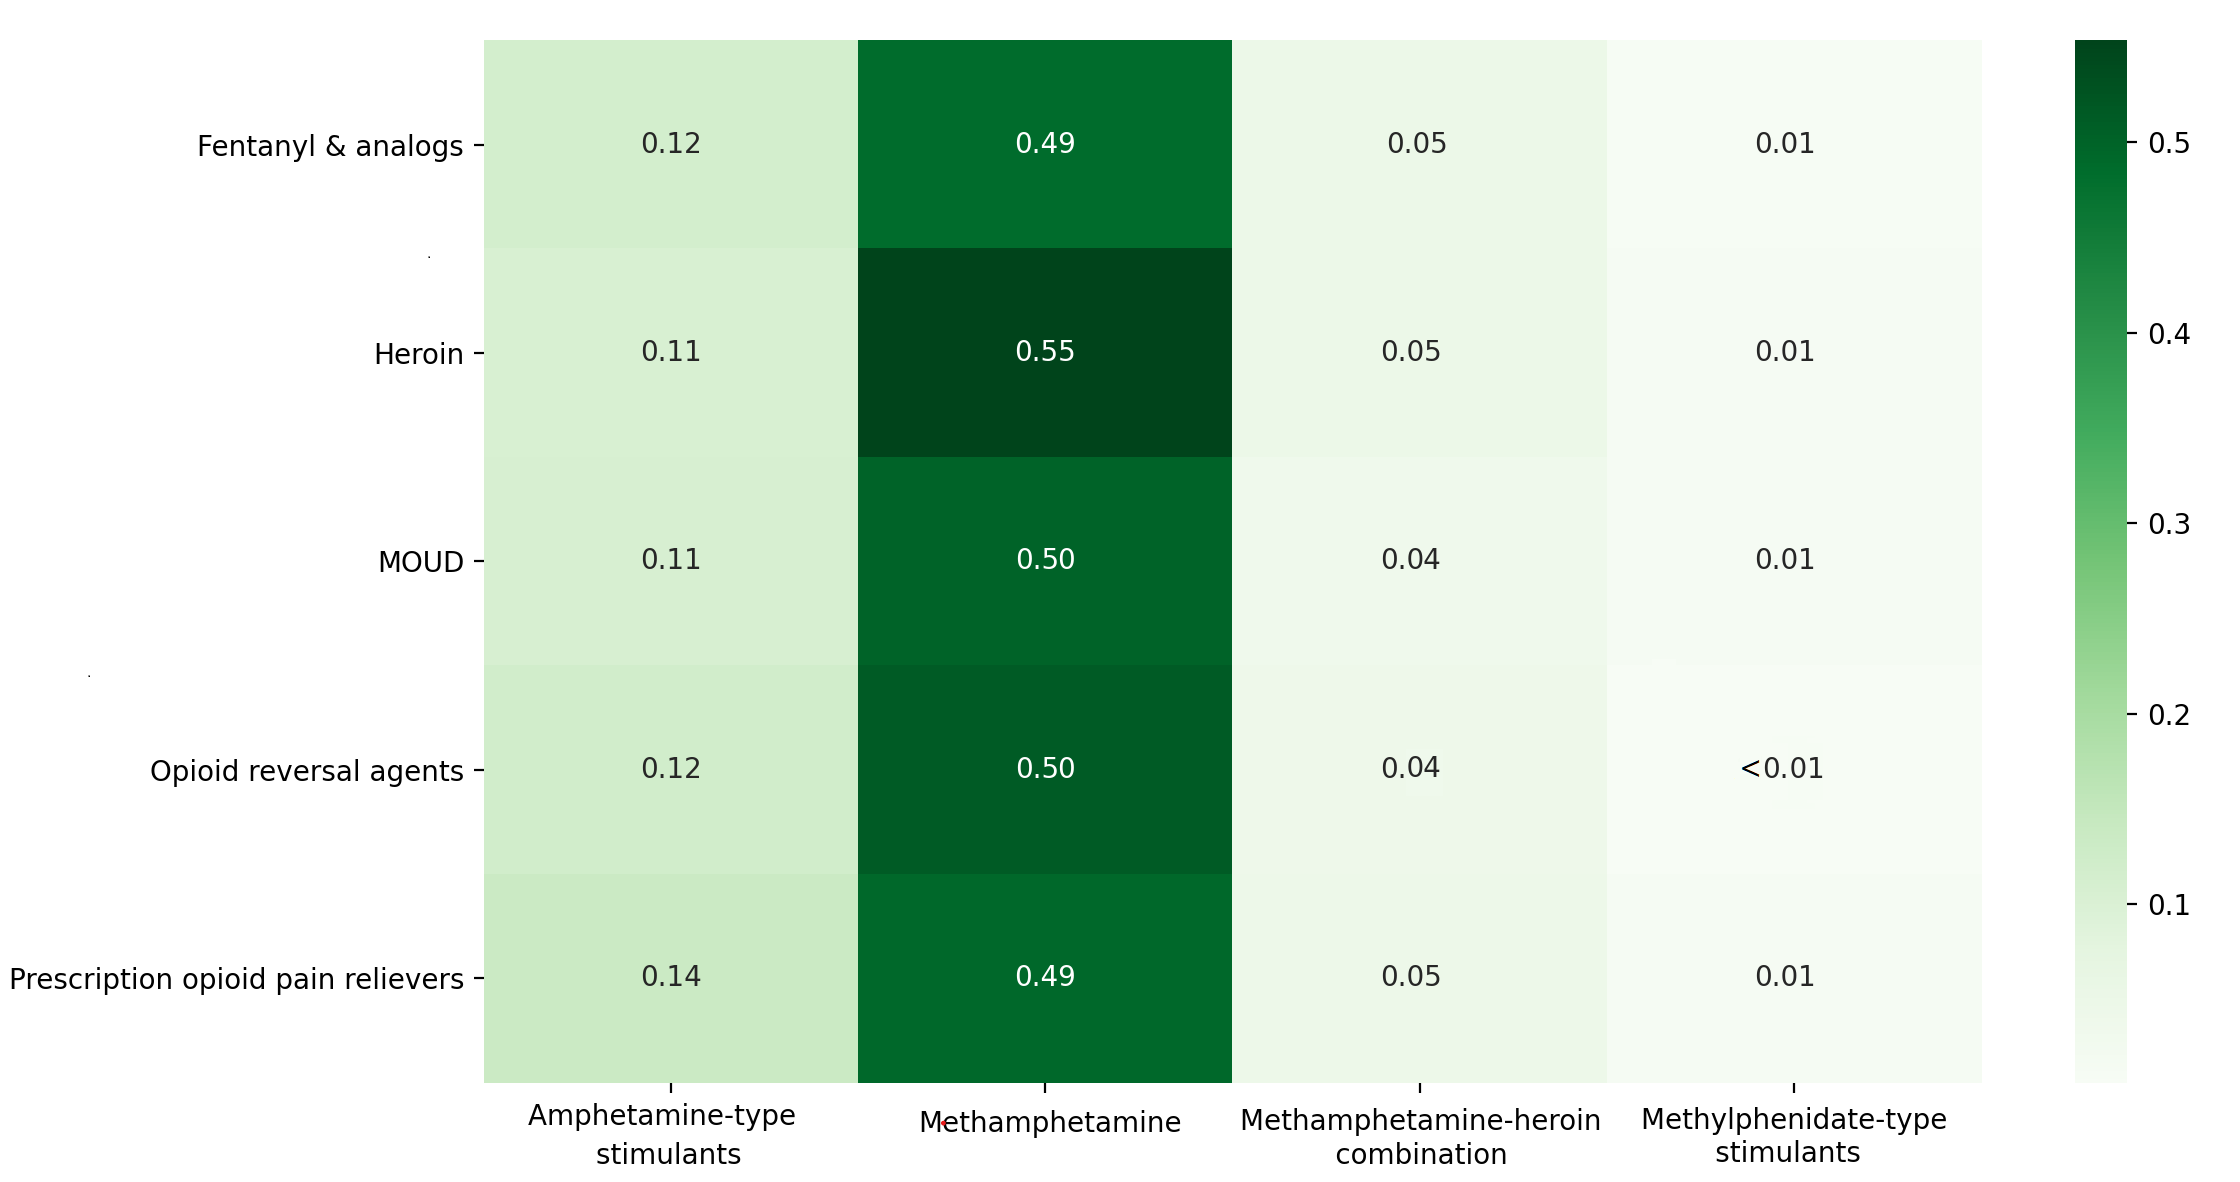 Fentanyl & analogs 0.12 0.49 0.05 0.01 0.5
Heroin 0.11 0.55 0.05 0.01 0.4
MOUD 0.11 0.50 0.04 0.01 0.3
Opioid reversal agents 0.12 0.50 0.04 <0.01 0.2
Prescription opioid pain relievers 0.14 0.49 0.05 0.01 0.1
Amphetamine-type
stimulants
Methamphetamine
Methamphetamine-heroin
combination
Methylphenidate-type
stimulants